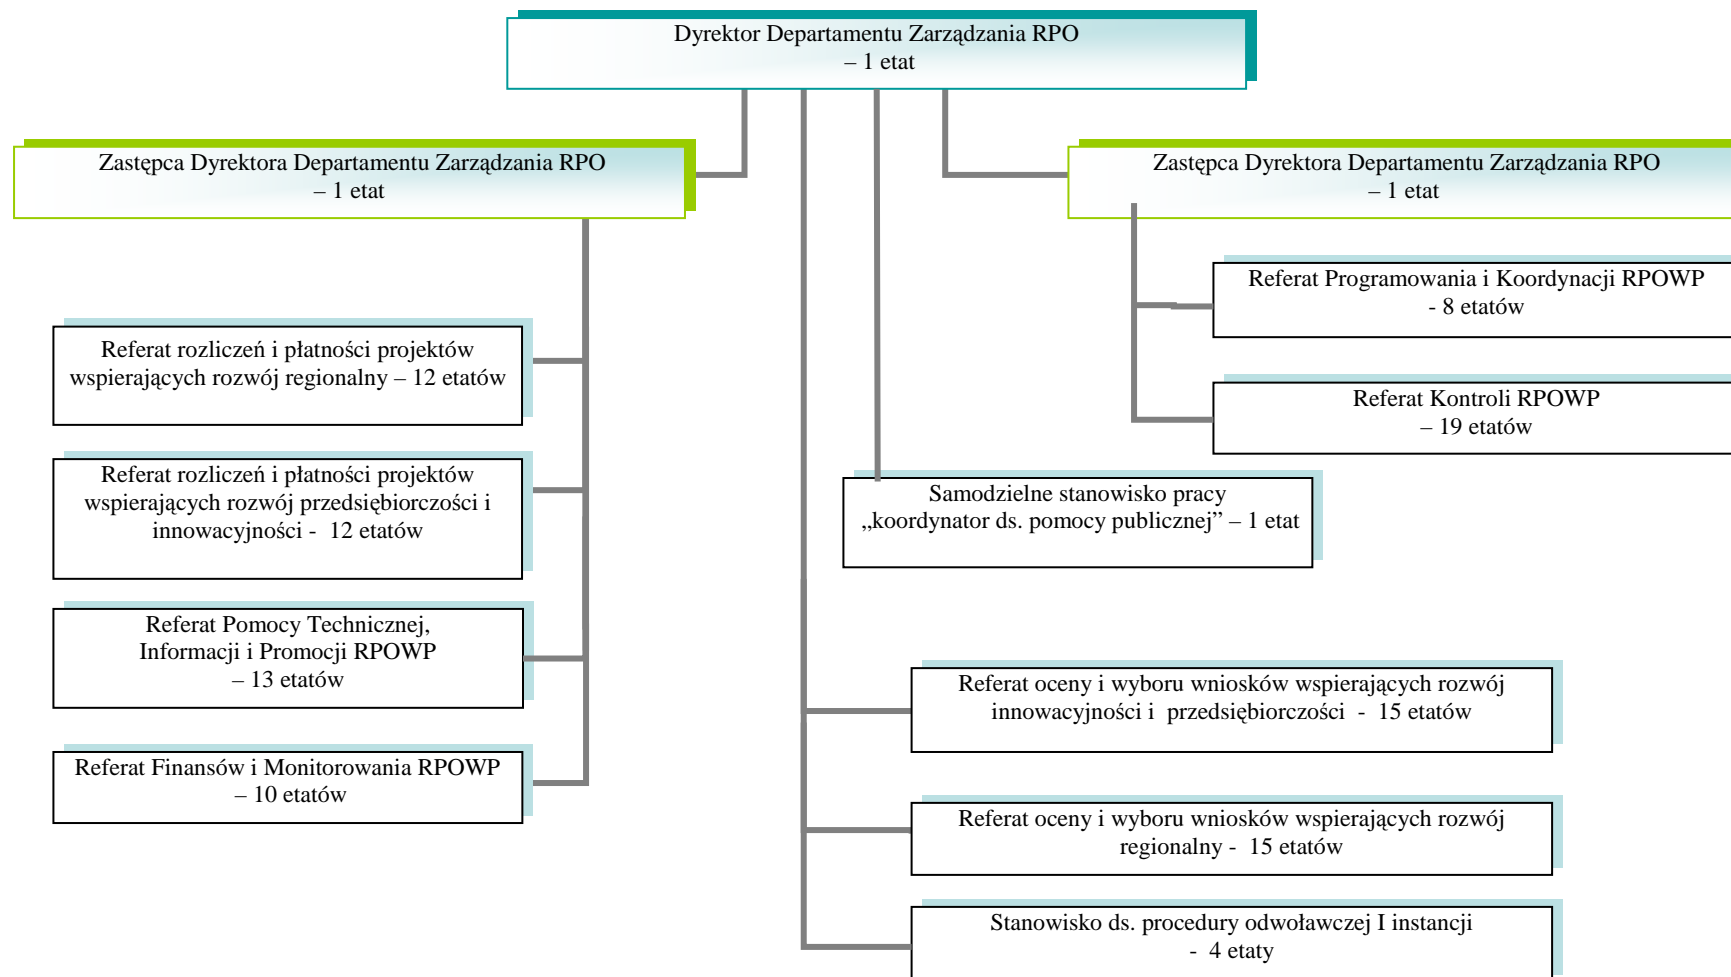 Dyrektor Departamentu Zarządzania RPO
– 1 etat
Zastępca Dyrektora Departamentu Zarządzania RPO
– 1 etat
Zastępca Dyrektora Departamentu Zarządzania RPO
– 1 etat
Referat rozliczeń i płatności projektów
wspierających rozwój regionalny – 12 etatów
Referat rozliczeń i płatności projektów
wspierających rozwój przedsiębiorczości i
innowacyjności - 12 etatów
Referat Pomocy Technicznej,
Informacji i Promocji RPOWP
– 13 etatów
Referat Finansów i Monitorowania RPOWP
– 10 etatów
Referat Programowania i Koordynacji RPOWP
- 8 etatów
Referat Kontroli RPOWP
– 19 etatów
Samodzielne stanowisko pracy
„koordynator ds. pomocy publicznej” – 1 etat
Referat oceny i wyboru wniosków wspierających rozwój
innowacyjności i przedsiębiorczości - 15 etatów
Referat oceny i wyboru wniosków wspierających rozwój
regionalny - 15 etatów
Stanowisko ds. procedury odwoławczej I instancji
- 4 etaty